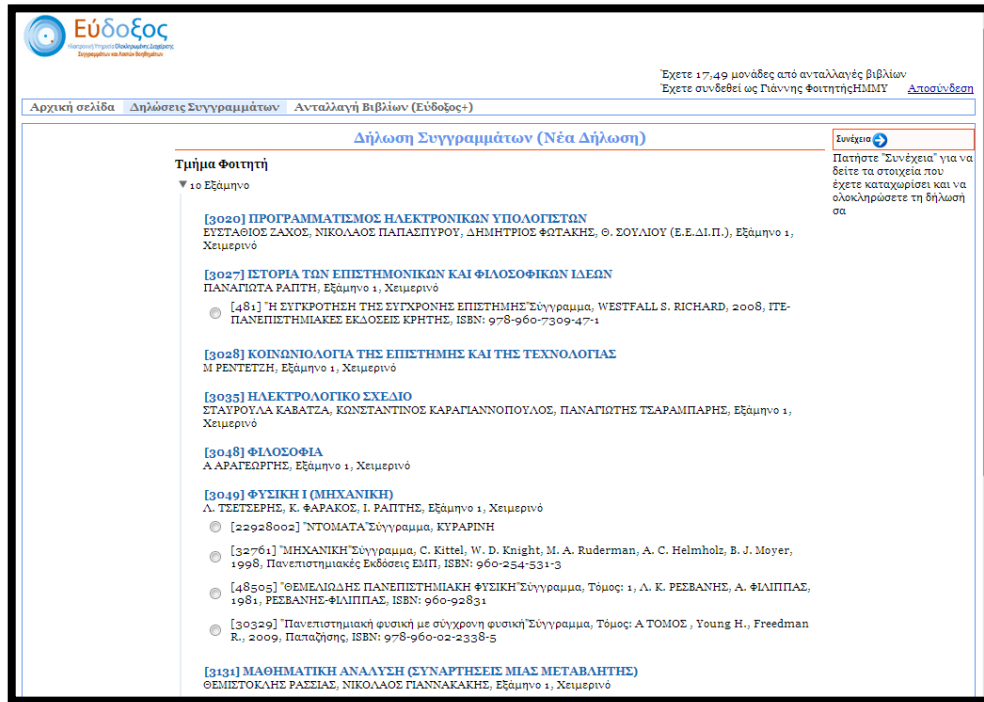 Εύδοξος
Ηλεκτρονική Υπηρεσία Ολοκληρωμένης Διαχείρισης
Συγγραμμάτων και Λοιπών Βοηθημάτων
Έχετε 17,49 μονάδες από ανταλλαγές βιβλίων
Έχετε συνδεθεί ως Γιάννης ΦοιτητήςΗΜΜΥ Αποσύνδεση
Αρχική σελίδα Δηλώσεις Συγγραμμάτων Ανταλλαγή Βιβλίων (Εύδοξος+)
Δήλωση Συγγραμμάτων (Νέα Δήλωση)
Συνέχεια
Πατήστε "Συνέχεια" για να
δείτε τα στοιχεία που
έχετε καταχωρίσει και να
ολοκληρώσετε τη δήλωσή
σα
Τμήμα Φοιτητή
1ο Εξάμηνο
[3020] ΠΡΟΓΡΑΜΜΑΤΙΣΜΟΣ ΗΛΕΚΤΡΟΝΙΚΩΝ ΥΠΟΛΟΓΙΣΤΩΝ
ΕΥΣΤΑΘΙΟΣ ΖΑΧΟΣ, ΝΙΚΟΛΑΟΣ ΠΑΠΑΣΠΥΡΟΥ, ΔΗΜΗΤΡΙΟΣ ΦΩΤΑΚΗΣ, Θ. ΣΟΥΛΙΟΥ (Ε.Ε.ΔΙ.Π.), Εξάμηνο 1,
Χειμερινό
[3027] ΙΣΤΟΡΙΑ ΤΩΝ ΕΠΙΣΤΗΜΟΝΙΚΩΝ ΚΑΙ ΦΙΛΟΣΟΦΙΚΩΝ ΙΔΕΩΝ
ΠΑΝΑΓΙΩΤΑ ΡΑΠΤΗ, Εξάμηνο 1, Χειμερινό
[481] "Η ΣΥΓΚΡΟΤΗΣΗ ΤΗΣ ΣΥΓΧΡΟΝΗΣ ΕΠΙΣΤΗΜΗΣ"Σύγγραμμα, WESTFALL S. RICHARD, 2008, ΙΤΕ-
ΠΑΝΕΠΙΣΤΗΜΙΑΚΕΣ ΕΚΔΟΣΕΙΣ ΚΡΗΤΗΣ, ISBN: 978-960-7309-47-1
[3028] ΚΟΙΝΩΝΙΟΛΟΓΙΑ ΤΗΣ ΕΠΙΣΤΗΜΗΣ ΚΑΙ ΤΗΣ ΤΕΧΝΟΛΟΓΙΑΣ
Μ ΡΕΝΤΕΤΖΗ, Εξάμηνο 1, Χειμερινό
[3035] ΗΛΕΚΤΡΟΛΟΓΙΚΟ ΣΧΕΔΙΟ
ΣΤΑΥΡΟΥΛΑ ΚΑΒΑΤΖΑ, ΚΩΝΣΤΑΝΤΙΝΟΣ ΚΑΡΑΓΙΑΝΝΟΠΟΥΛΟΣ, ΠΑΝΑΓΙΩΤΗΣ ΤΣΑΡΑΜΠΑΡΗΣ, Εξάμηνο 1,
Χειμερινό
[3048] ΦΙΛΟΣΟΦΙΑ
Α ΑΡΑΓΕΩΡΓΗΣ, Εξάμηνο 1, Χειμερινό
[3049] ΦΥΣΙΚΗ Ι (ΜΗΧΑΝΙΚΗ)
Λ. ΤΣΕΤΣΕΡΗΣ, Κ. ΦΑΡΑΚΟΣ, Ι. ΡΑΠΤΗΣ, Εξάμηνο 1, Χειμερινό
[22928002] "ΝΤΟΜΑΤΑ"Σύγγραμμα, ΚΥΡΑΡΙΝΗ
[32761] "ΜΗΧΑΝΙΚΗ"Σύγγραμμα, C. Kittel, W. D. Knight, M. A. Ruderman, A. C. Helmholz, B. J. Moyer,
1998, Πανεπιστημιακές Εκδόσεις ΕΜΠ, ISBN: 960-254-531-3
[48505] "ΘΕΜΕΛΙΩΔΗΣ ΠΑΝΕΠΙΣΤΗΜΙΑΚΗ ΦΥΣΙΚΗ"Σύγγραμμα, Τόμος: 1, Λ. Κ. ΡΕΣΒΑΝΗΣ, Α. ΦΙΛΙΠΠΑΣ,
1981, ΡΕΣΒΑΝΗΣ-ΦΙΛΙΠΠΑΣ, ISBN: 960-92831
[30329] "Πανεπιστημιακή φυσική με σύγχρονη φυσική"Σύγγραμμα, Τόμος: Α ΤΟΜΟΣ , Young H., Freedman
R., 2009, Παπαζήσης, ISBN: 978-960-02-2338-5
[3131] ΜΑΘΗΜΑΤΙΚΗ ΑΝΑΛΥΣΗ (ΣΥΝΑΡΤΗΣΕΙΣ ΜΙΑΣ ΜΕΤΑΒΛΗΤΗΣ)
ΘΕΜΙΣΤΟΚΛΗΣ ΡΑΣΣΙΑΣ, ΝΙΚΟΛΑΟΣ ΓΙΑΝΝΑΚΑΚΗΣ, Εξάμηνο 1, Χειμερινό